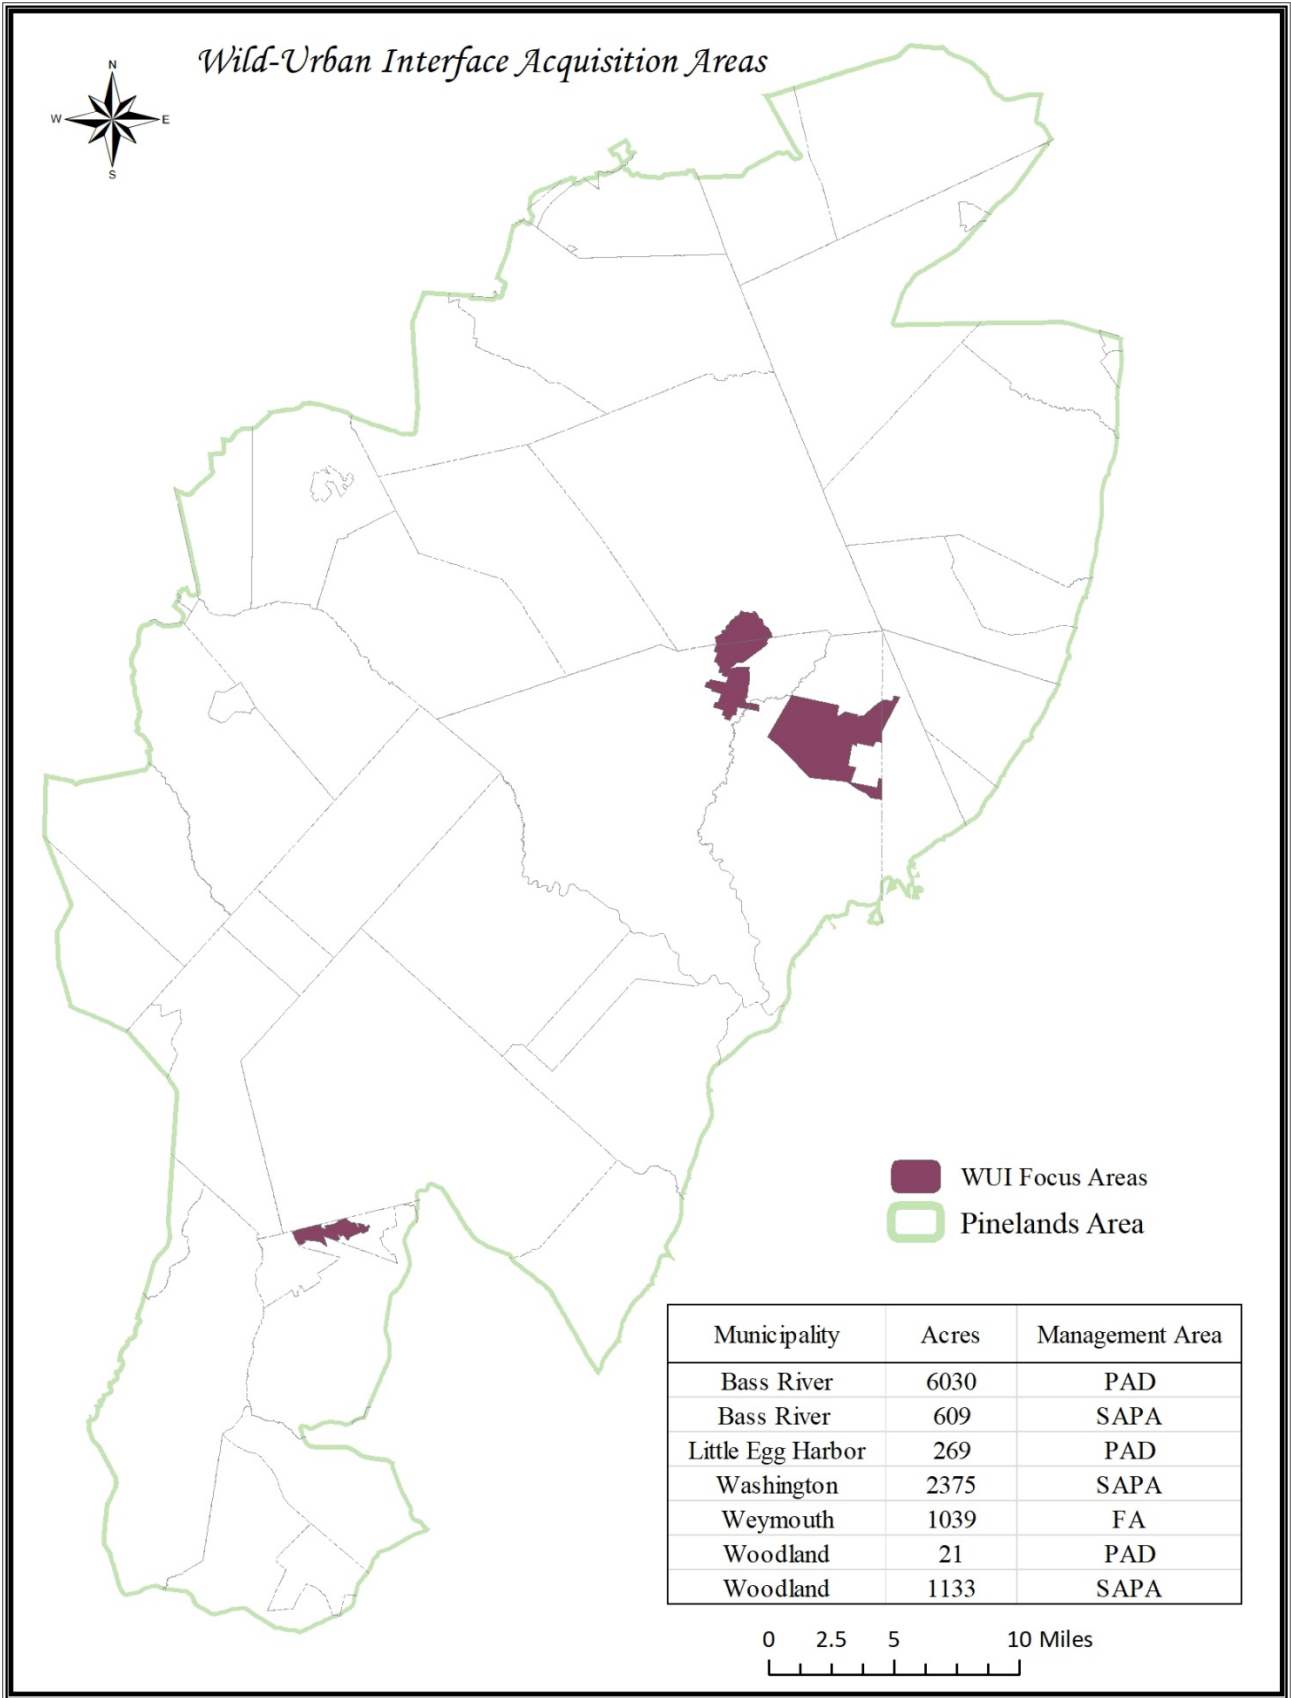 Wild-Urban Interface Acquisition Areas
N
W E
S
WUI Focus Areas
Pinelands Area
Municipality Acres Management Area
Bass River 6030 PAD
Bass River 609 SAPA
Little Egg Harbor 269 PAD
Washington 2375 SAPA
Weymouth 1039 FA
Woodland 21 PAD
Woodland 1133 SAPA
0 2.5 5 10 Miles